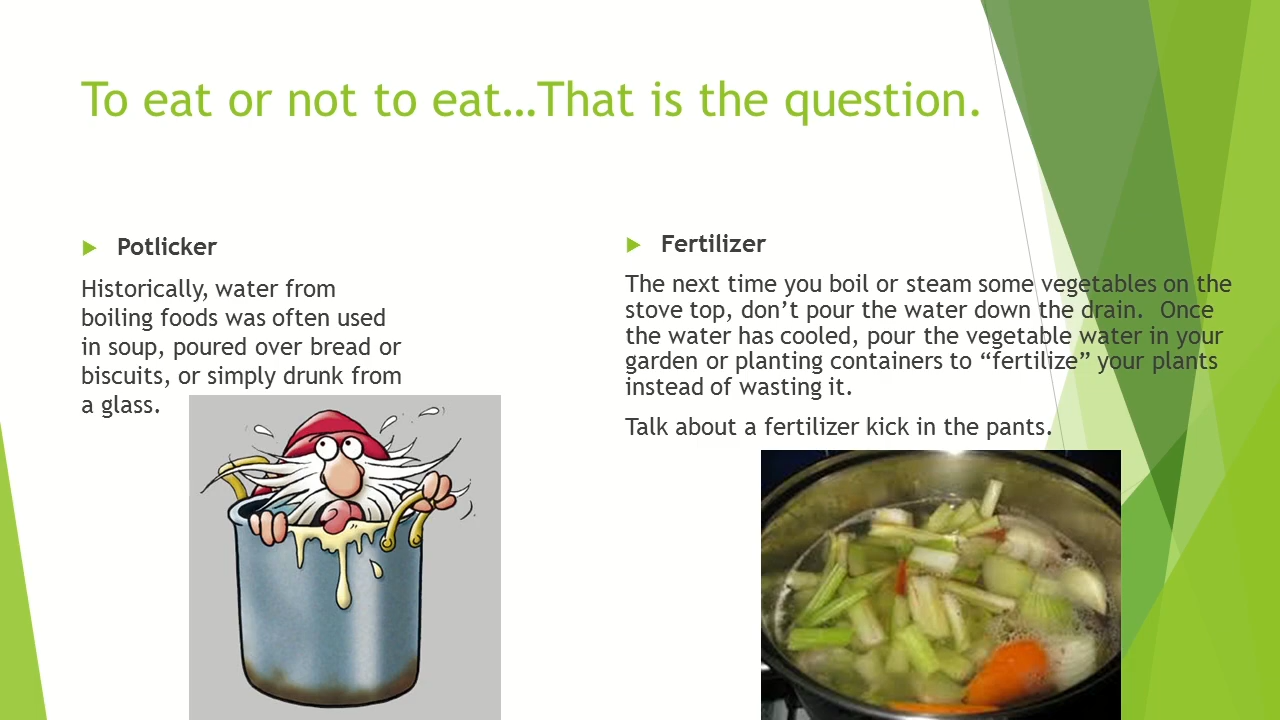 To eat or not to eat…That is the question.
Potlicker
Historically, water from
boiling foods was often used
in soup, poured over bread or
biscuits, or simply drunk from
a glass.
Fertilizer
The next time you boil or steam some vegetables on the
stove top, don’t pour the water down the drain.  Once
the water has cooled, pour the vegetable water in your
garden or planting containers to “fertilize” your plants
instead of wasting it.
Talk about a fertilizer kick in the pants.